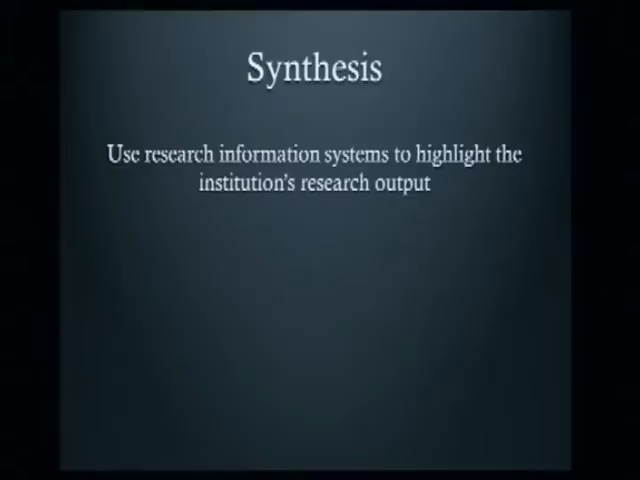 Synthesis
Use research information systems to highlight the
institution's research output